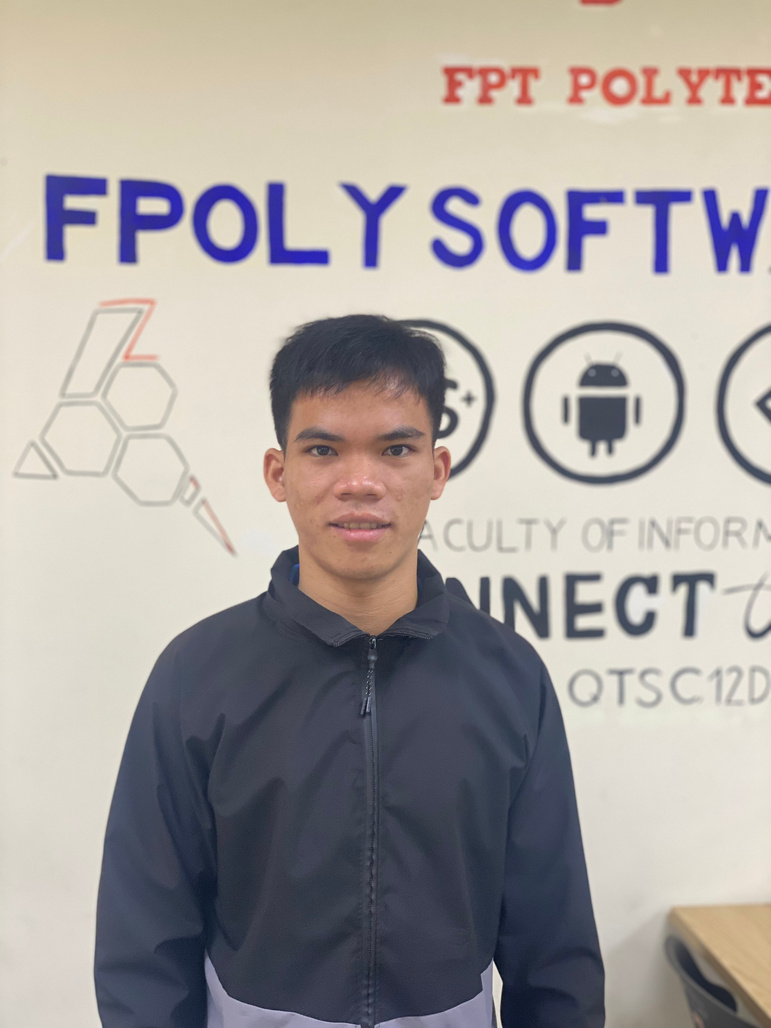 FPT POLYTE
FPOLY SOFTW
S+
ACULTY OF INFORM
NNECT
QTSC12D